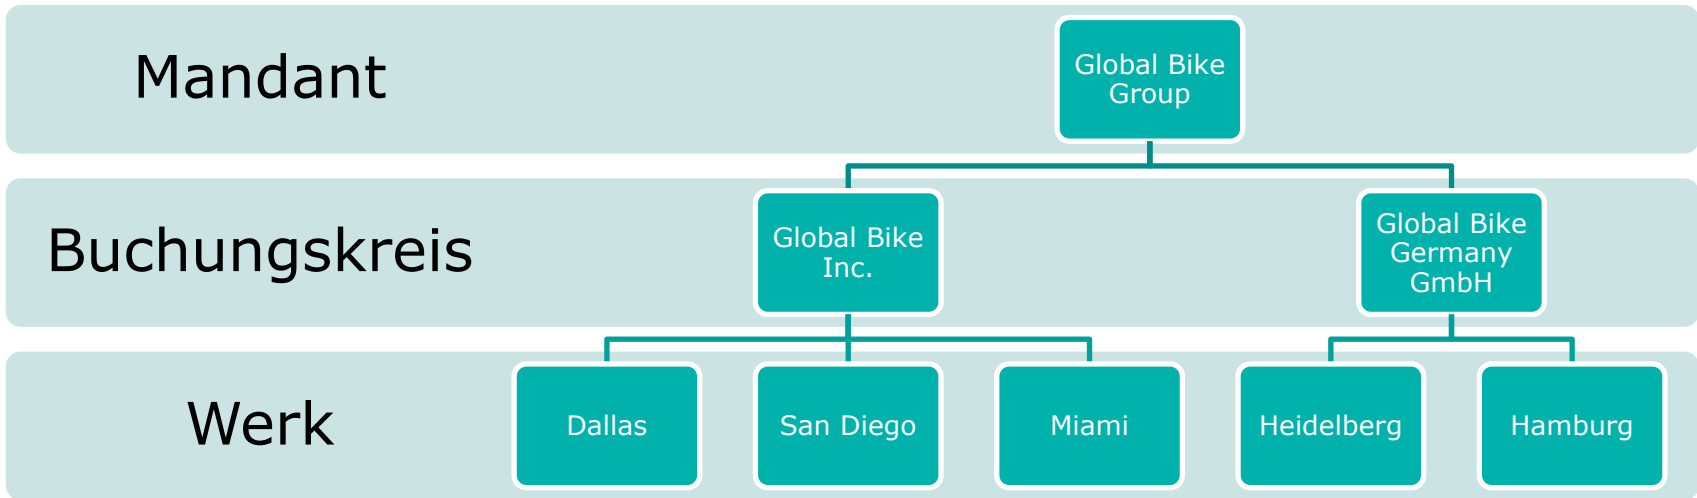 Mandant
Global Bike
Group
Buchungskreis
Global Bike
Inc.
Global Bike
Germany
GmbH
Werk
Dallas
San Diego
Miami
Heidelberg
Hamburg